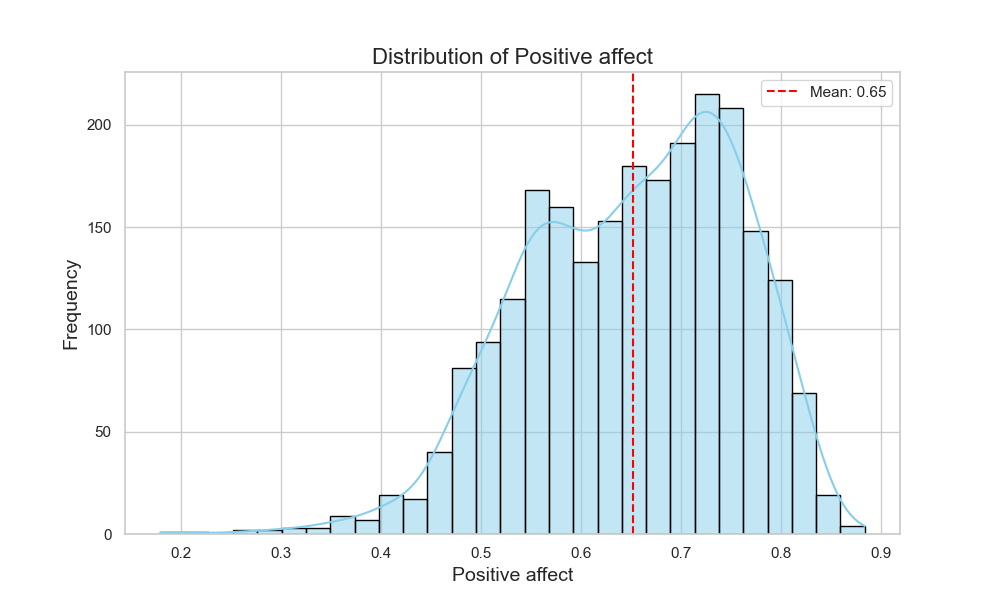 Distribution of Positive affect
Mean: 0.65
Frequency
200
150
100
50
0
0.2 0.3 0.4 0.5 0.6 0.7 0.8 0.9
Positive affect